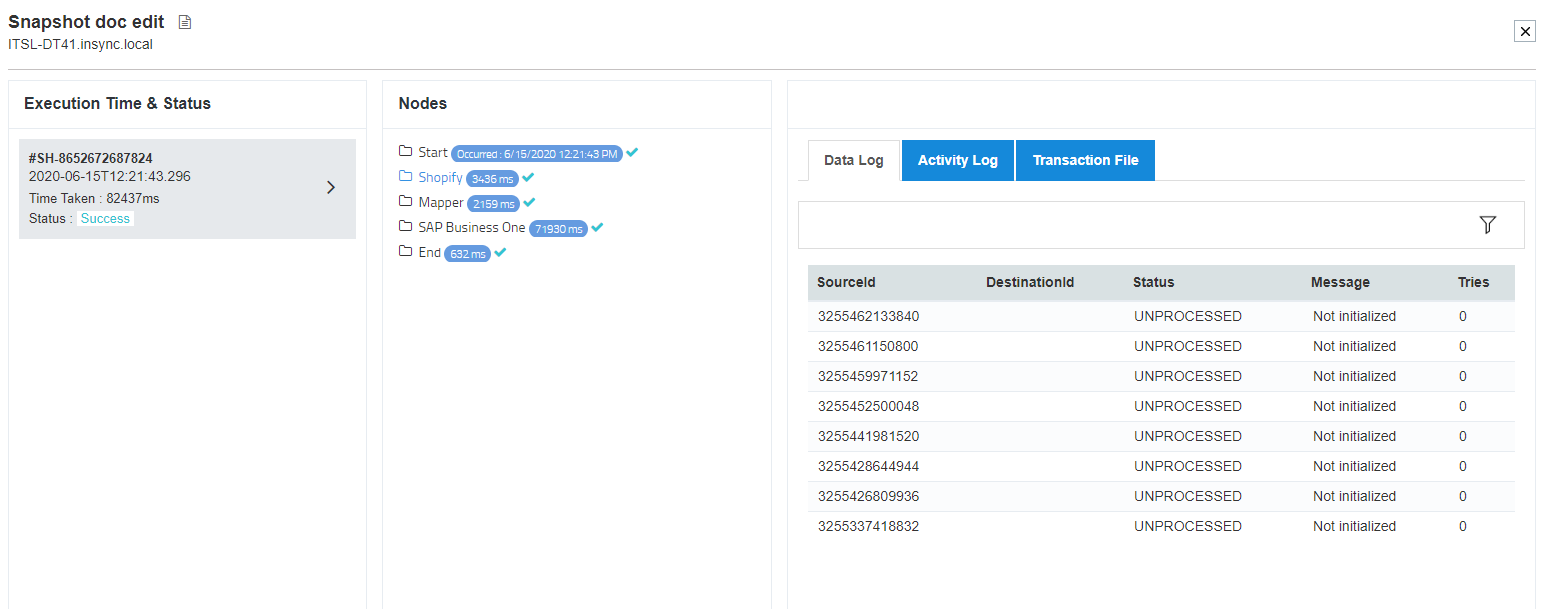 Snapshot doc edit
ITSL-DT41.insync.local
Execution Time & Status
#SH-8652672687824
2020-06-15T12:21:43.296
Time Taken : 82437ms
Status : Success
Nodes
Start Occurred : 6/15/2020 12:21:43 PM
Shopify 3436 ms
Mapper 2159 ms
SAP Business One 71930 ms
End 632 ms
Data Log Activity Log Transaction File
SourceId DestinationId Status Message Tries
3255462133840 UNPROCESSED Not initialized 0
3255461150800 UNPROCESSED Not initialized 0
3255459971152 UNPROCESSED Not initialized 0
3255452500048 UNPROCESSED Not initialized 0
3255441981520 UNPROCESSED Not initialized 0
3255428644944 UNPROCESSED Not initialized 0
3255426809936 UNPROCESSED Not initialized 0
3255337418832 UNPROCESSED Not initialized 0